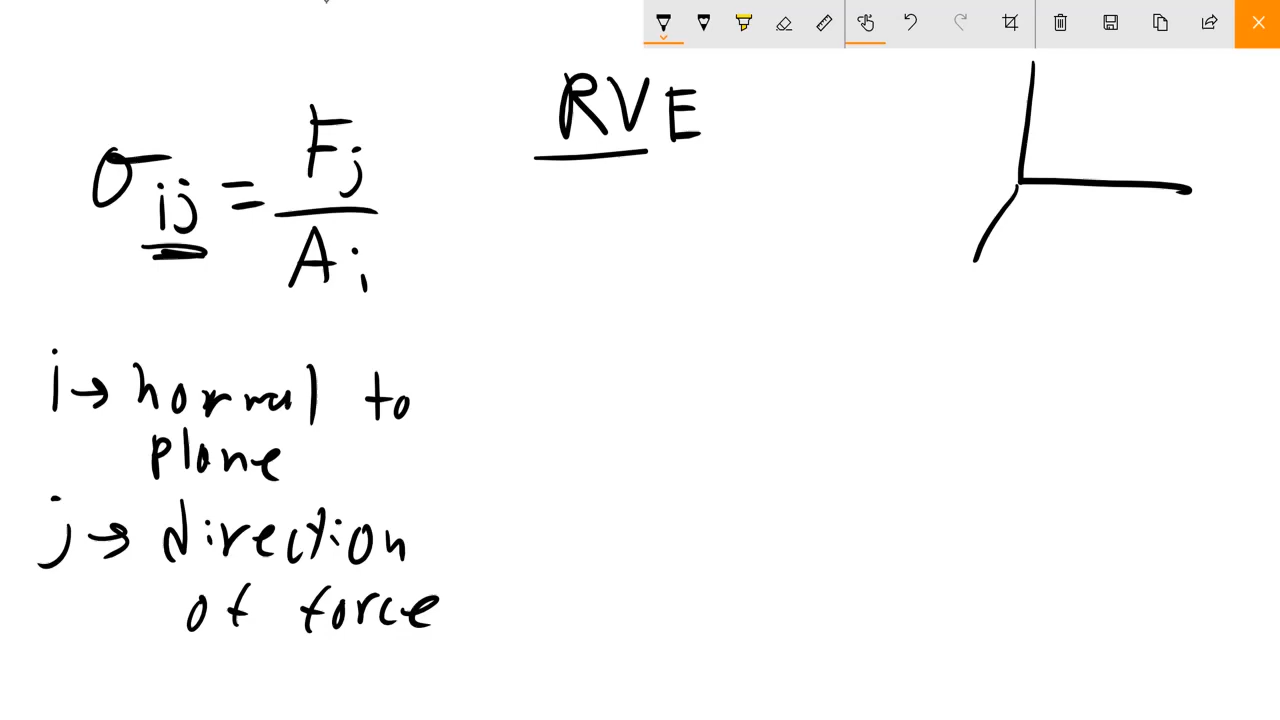 σij = Fj / Ai
RVE
i → normal to
plane
j → direction
of force